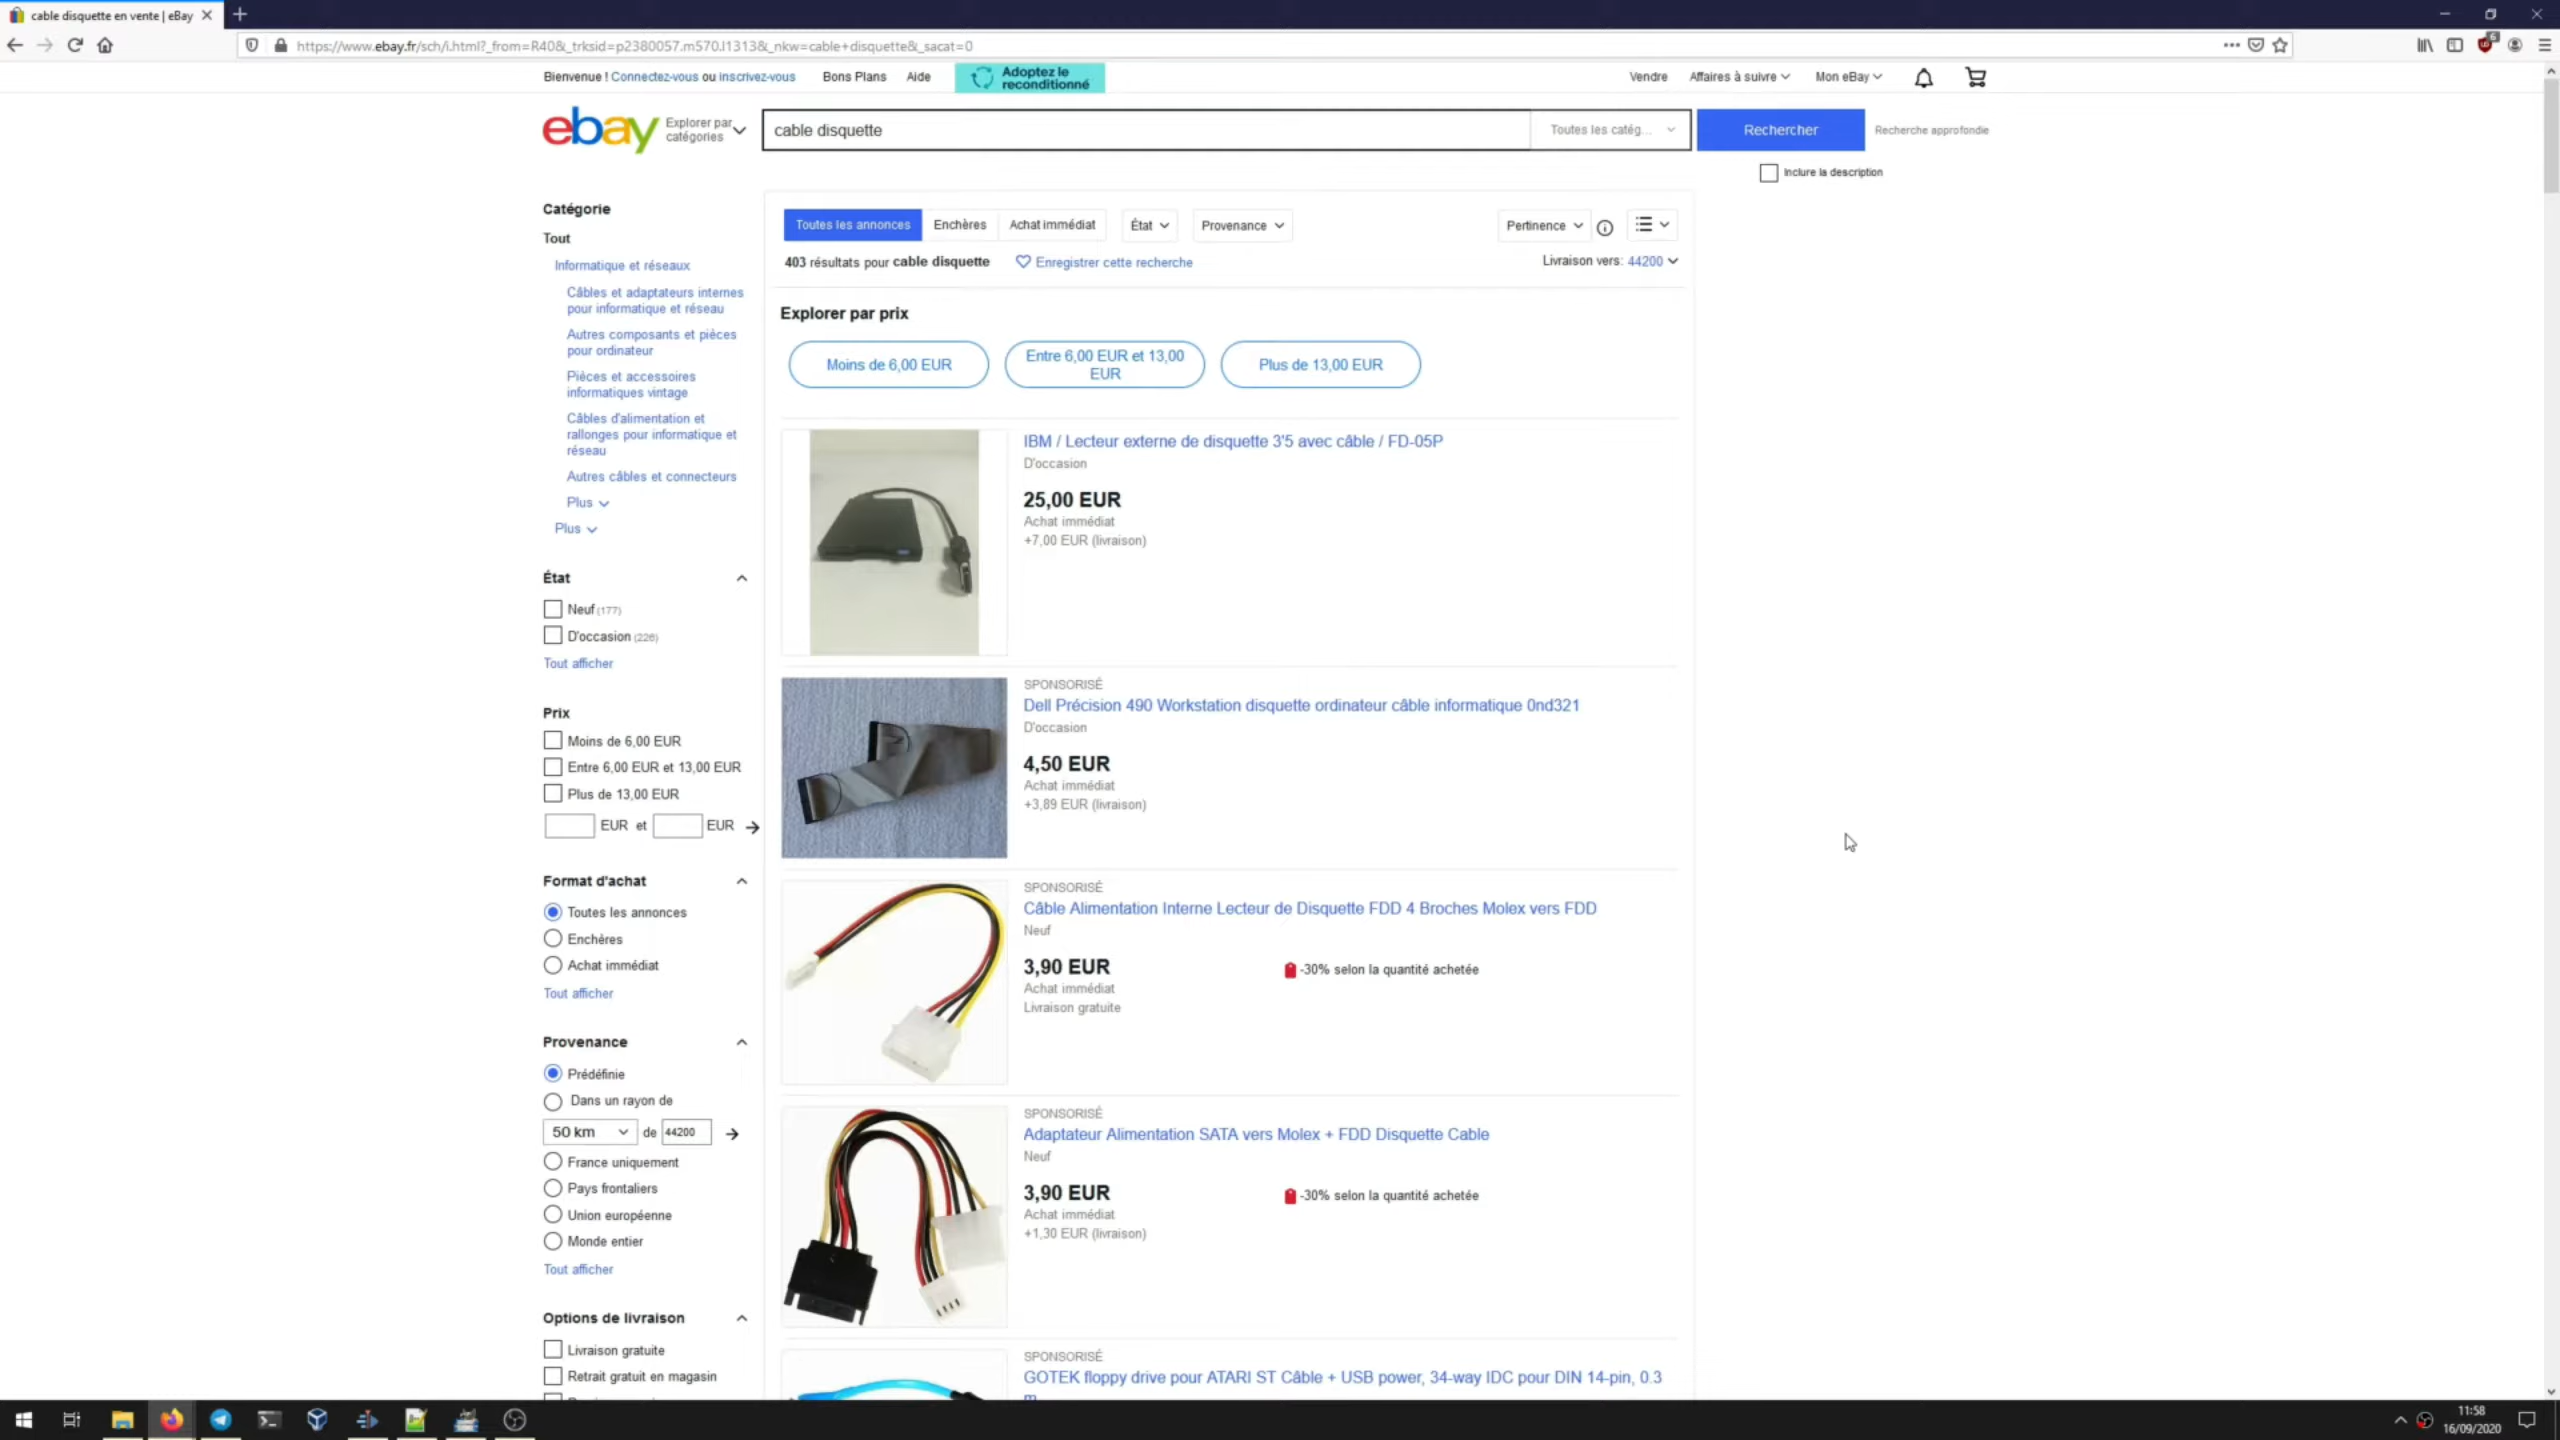 cable disquette en vente | eBay
https://www.ebay.fr/sch/i.html?_from=R40&_trksid=p2380057.m570.l1313&_nkw=cable+disquette&_sacat=0
6
Bienvenue ! Connectez-vous ou inscrivez-vous
Bons Plans
Aide
Adoptez le
reconditionné
Vendre
Affaires à suivre
Mon eBay
ebay
Explorer par
catégories
cable disquette
Toutes les catég...
Rechercher
Recherche approfondie
Inclure la description
Catégorie
Tout
Informatique et réseaux
Câbles et adaptateurs internes
pour informatique et réseau
Autres composants et pièces
pour ordinateur
Pièces et accessoires
informatiques vintage
Câbles d'alimentation et
rallonges pour informatique et
réseau
Autres câbles et connecteurs
Plus
Plus
État
Neuf (177)
D'occasion (226)
Tout afficher
Prix
Moins de 6,00 EUR
Entre 6,00 EUR et 13,00 EUR
Plus de 13,00 EUR
EUR et EUR
Format d'achat
Toutes les annonces
Enchères
Achat immédiat
Tout afficher
Provenance
Prédéfinie
Dans un rayon de
50 km de 44200
France uniquement
Pays frontaliers
Union européenne
Monde entier
Tout afficher
Options de livraison
Livraison gratuite
Retrait gratuit en magasin
Toutes les annonces
Enchères
Achat immédiat
État
Provenance
Pertinence
403 résultats pour cable disquette
Enregistrer cette recherche
Livraison vers: 44200
Explorer par prix
Moins de 6,00 EUR
Entre 6,00 EUR et 13,00
EUR
Plus de 13,00 EUR
IBM / Lecteur externe de disquette 3'5 avec câble / FD-05P
D'occasion
25,00 EUR
Achat immédiat
+7,00 EUR (livraison)
SPONSORISÉ
Dell Précision 490 Workstation disquette ordinateur câble informatique 0nd321
D'occasion
4,50 EUR
Achat immédiat
+3,89 EUR (livraison)
SPONSORISÉ
Câble Alimentation Interne Lecteur de Disquette FDD 4 Broches Molex vers FDD
Neuf
3,90 EUR
-30% selon la quantité achetée
Achat immédiat
Livraison gratuite
SPONSORISÉ
Adaptateur Alimentation SATA vers Molex + FDD Disquette Cable
Neuf
3,90 EUR
-30% selon la quantité achetée
Achat immédiat
+1,30 EUR (livraison)
SPONSORISÉ
GOTEK floppy drive pour ATARI ST Câble + USB power, 34-way IDC pour DIN 14-pin, 0.3
11:58
16/09/2020